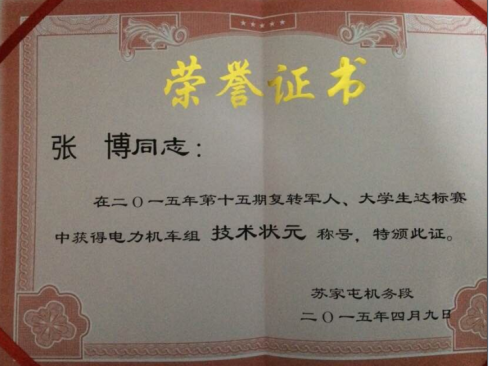 荣誉证书
张 博同志：
在二〇一五年第十五期复转军人、大学生达标赛
中获得电力机车组 技术状元 称号，特颁此证。
苏家屯机务段
二〇一五年四月九日